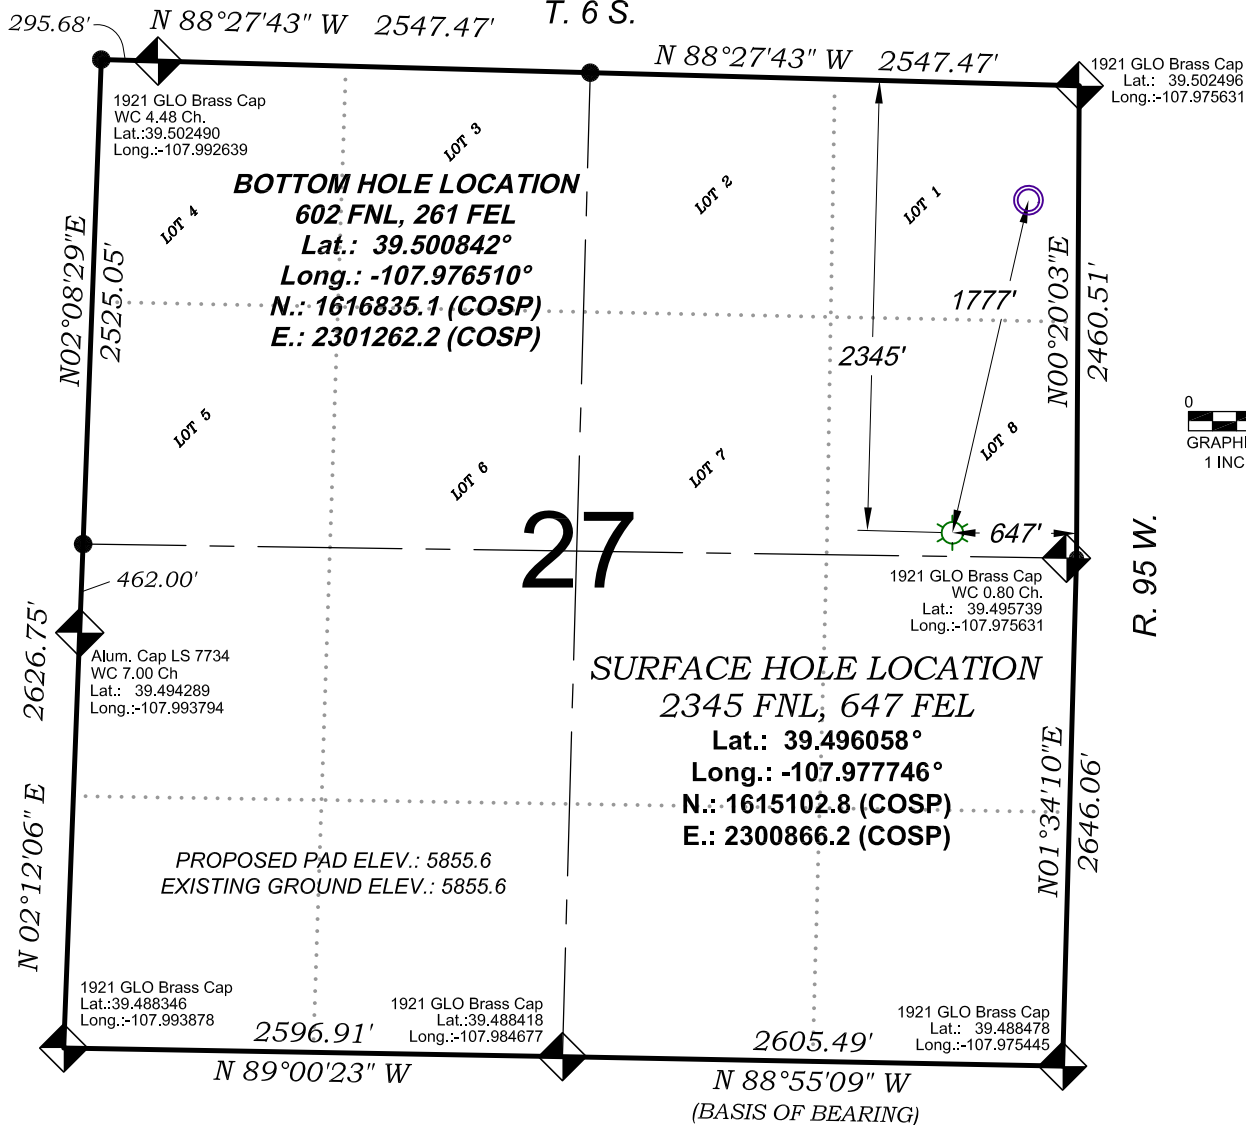 T. 6 S.
295.68'
N 88°27'43" W 2547.47'
N 88°27'43" W 2547.47'
1921 GLO Brass Cap
Lat.: 39.502496
Long.:-107.975631
1921 GLO Brass Cap
WC 4.48 Ch.
Lat.:39.502490
Long.:-107.992639
LOT 3
LOT 2
LOT 1
LOT 4
BOTTOM HOLE LOCATION
602 FNL, 261 FEL
Lat.: 39.500842°
Long.: -107.976510°
N.: 1616835.1 (COSP)
E.: 2301262.2 (COSP)
N02°08'29"E
2525.05'
1777'
2345'
N00°20'03"E
2460.51'
0
GRAPHI
1 INC
LOT 5
LOT 6
LOT 7
LOT 8
27
647'
R. 95 W.
462.00'
1921 GLO Brass Cap
WC 0.80 Ch.
Lat.: 39.495739
Long.:-107.975631
2626.75'
Alum. Cap LS 7734
WC 7.00 Ch
Lat.: 39.494289
Long.:-107.993794
SURFACE HOLE LOCATION
2345 FNL, 647 FEL
Lat.: 39.496058°
Long.: -107.977746°
N.: 1615102.8 (COSP)
E.: 2300866.2 (COSP)
N01°34'10"E
2646.06'
N 02°12'06" E
PROPOSED PAD ELEV.: 5855.6
EXISTING GROUND ELEV.: 5855.6
1921 GLO Brass Cap
Lat.:39.488346
Long.:-107.993878
1921 GLO Brass Cap
Lat.:39.488418
Long.:-107.984677
1921 GLO Brass Cap
Lat.: 39.488478
Long.:-107.975445
2596.91'
2605.49'
N 89°00'23" W
N 88°55'09" W
(BASIS OF BEARING)